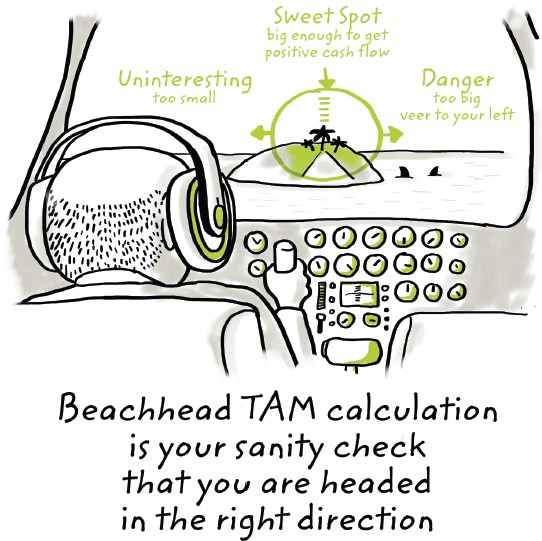 Sweet Spot
big enough to get
positive cash flow
Uninteresting
too small
Danger
too big
veer to your left
Beachhead TAM calculation
is your sanity check
that you are headed
in the right direction